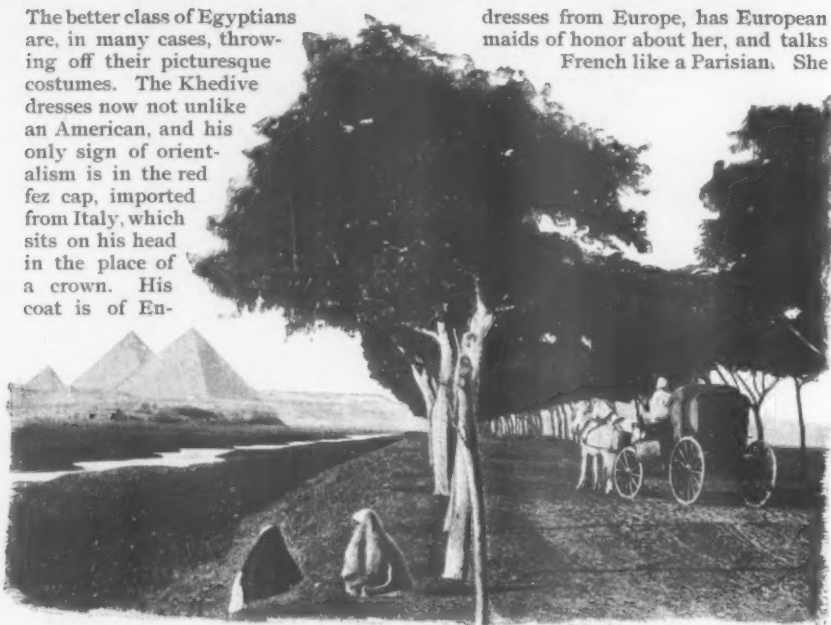 The better class of Egyptians
are, in many cases, throw-
ing off their picturesque
costumes. The Khedive
dresses now not unlike
an American, and his
only sign of orient-
alism is in the red
fez cap, imported
from Italy, which
sits on his head
in the place of
a crown. His
coat is of En-
dresses from Europe, has European
maids of honor about her, and talks
French like a Parisian. She